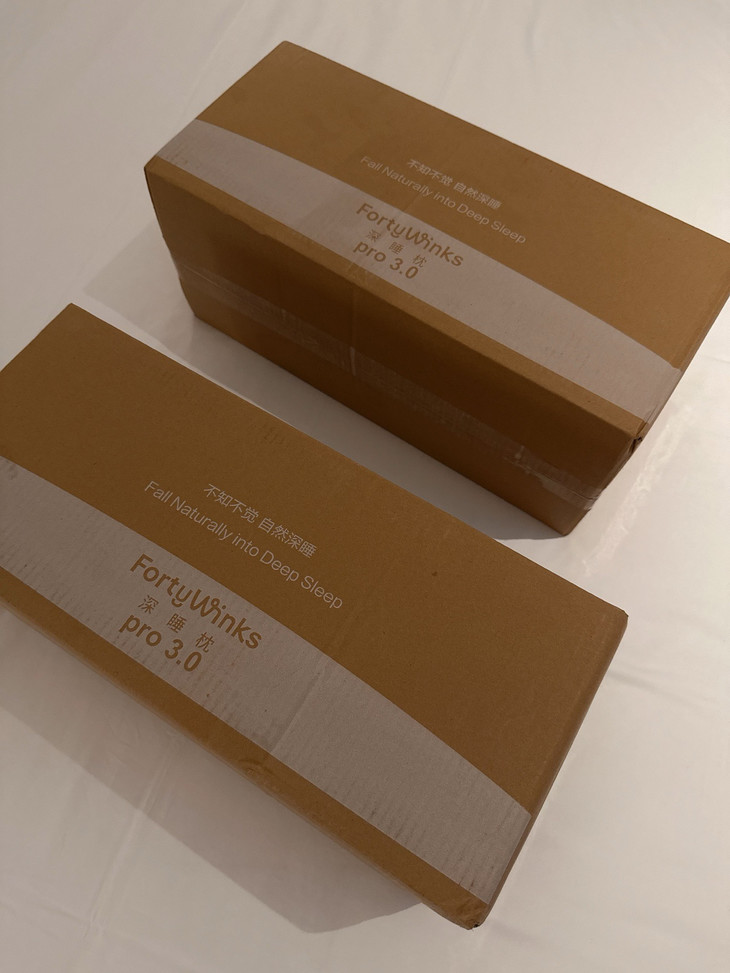 不知不觉 自然深睡
Fall Naturally into Deep Sleep
FortyWinks
深睡枕
pro 3.0
不知不觉 自然深睡
Fall Naturally into Deep Sleep
FortyWinks
深睡枕
pro 3.0